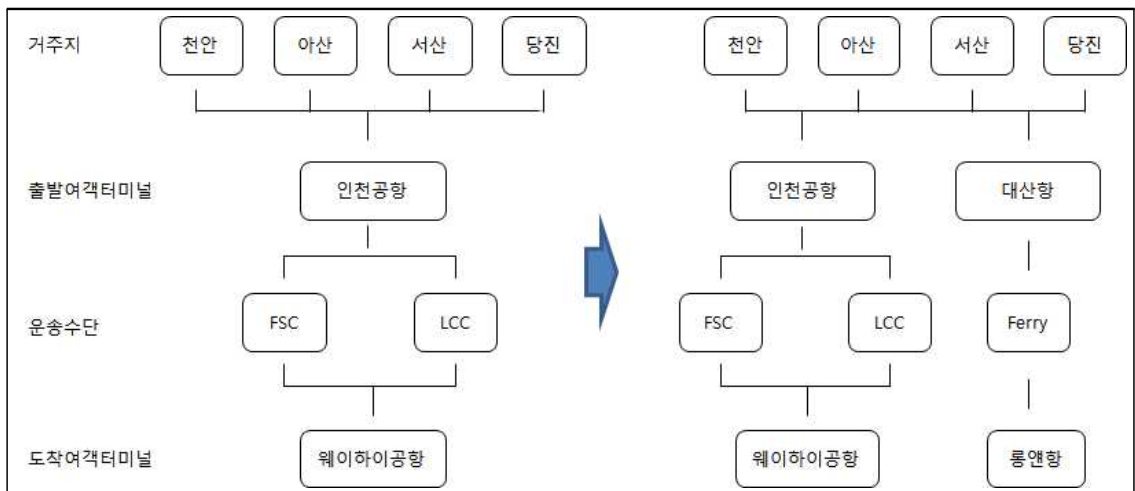 거주지 천안 아산 서산 당진 천안 아산 서산 당진
출발여객터미널 인천공항 인천공항 대산항
운송수단 FSC LCC FSC LCC Ferry
도착여객터미널 웨이하이공항 웨이하이공항 롱앤항